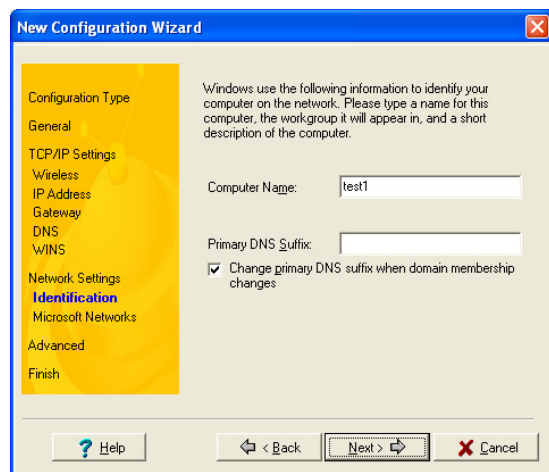 New Configuration Wizard
Configuration Type
General
TCP/IP Settings
Wireless
IP Address
Gateway
DNS
WINS
Network Settings
Identification
Microsoft Networks
Advanced
Finish
Windows use the following information to identify your
computer on the network. Please type a name for this
computer, the workgroup it will appear in, and a short
description of the computer.
Computer Name: test1
Primary DNS Suffix:
Change primary DNS suffix when domain membership
changes
? Help
< Back
Next >
Cancel